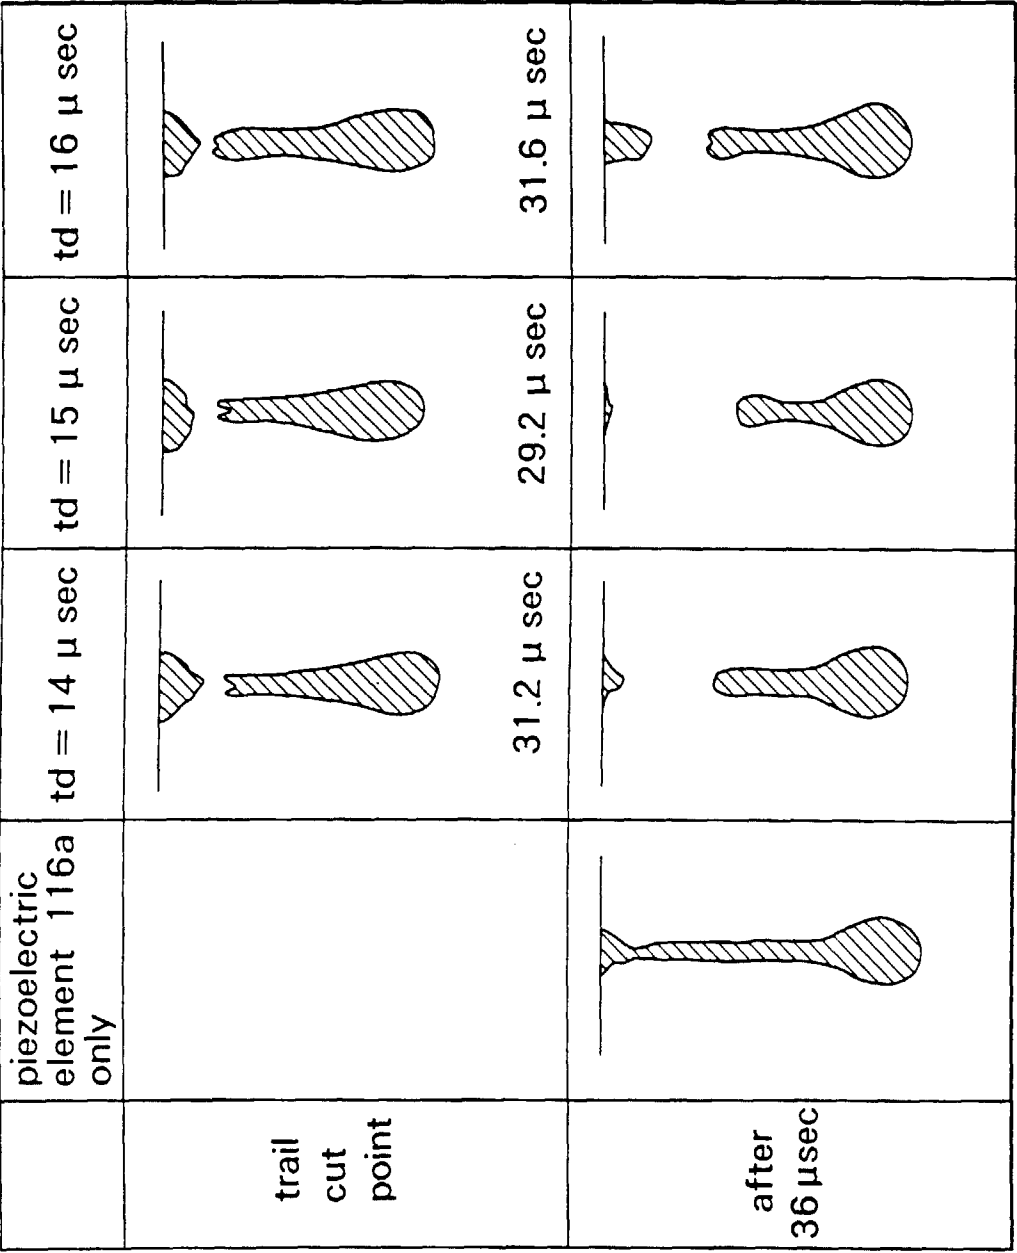 piezoelectric
element 116a
only
td = 14 μ sec
td = 15 μ sec
td = 16 μ sec
trail
cut
point
31.2 μ sec
29.2 μ sec
31.6 μ sec
after
36 μsec